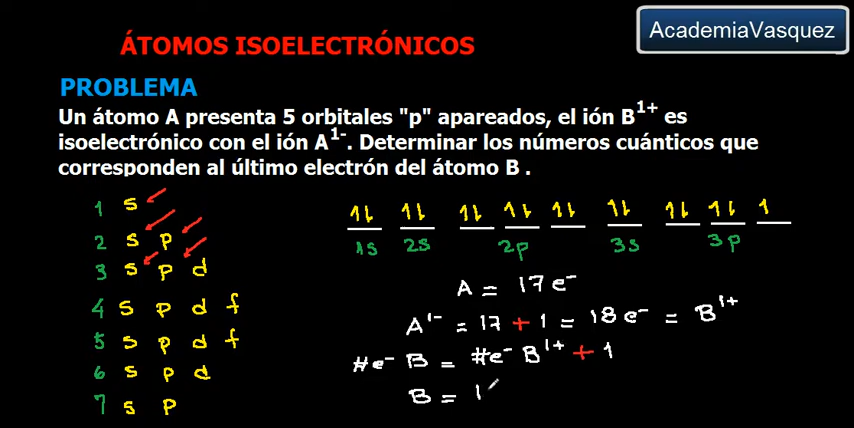 ÁTOMOS ISOELECTRÓNICOS
AcademiaVasquez
PROBLEMA
Un átomo A presenta 5 orbitales "p" apareados, el ión B¹⁺ es
isoelectrónico con el ión A¹⁻. Determinar los números cuánticos que
corresponden al último electrón del átomo B .
1 s
2 s p
3 s p d
4 s p d f
5 s p d f
6 s p d
7 s p
1s 2s 2p 3s 3p
A = 17 e⁻
A¹⁻ = 17 + 1 = 18 e⁻ = B¹⁺
#e⁻ B = #e⁻ B¹⁺ + 1
B = 1